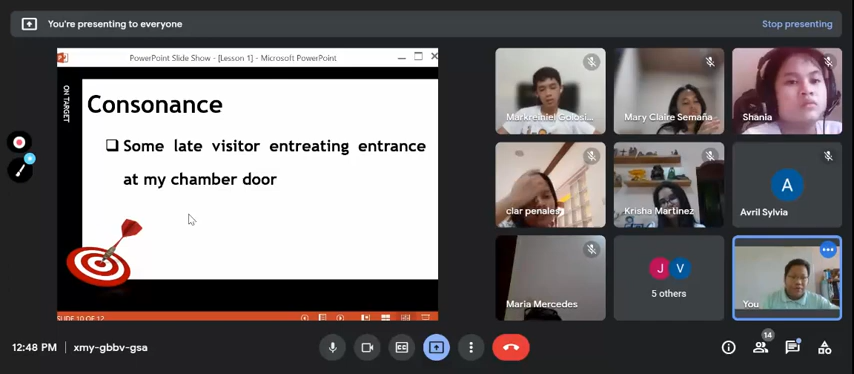 You're presenting to everyone
Stop presenting
PowerPoint Slide Show - [Lesson 1] - Microsoft PowerPoint
ON TARGET
Consonance
Some late visitor entreating entrance
at my chamber door
SLIDE 10 OF 12
Mary Claire Semaña
Shania
clar penales
Krisha Martinez
A
Avril Sylvia
Maria Mercedes
J V
5 others
You
12:48 PM | xmy-gbbv-gsa
CC
14